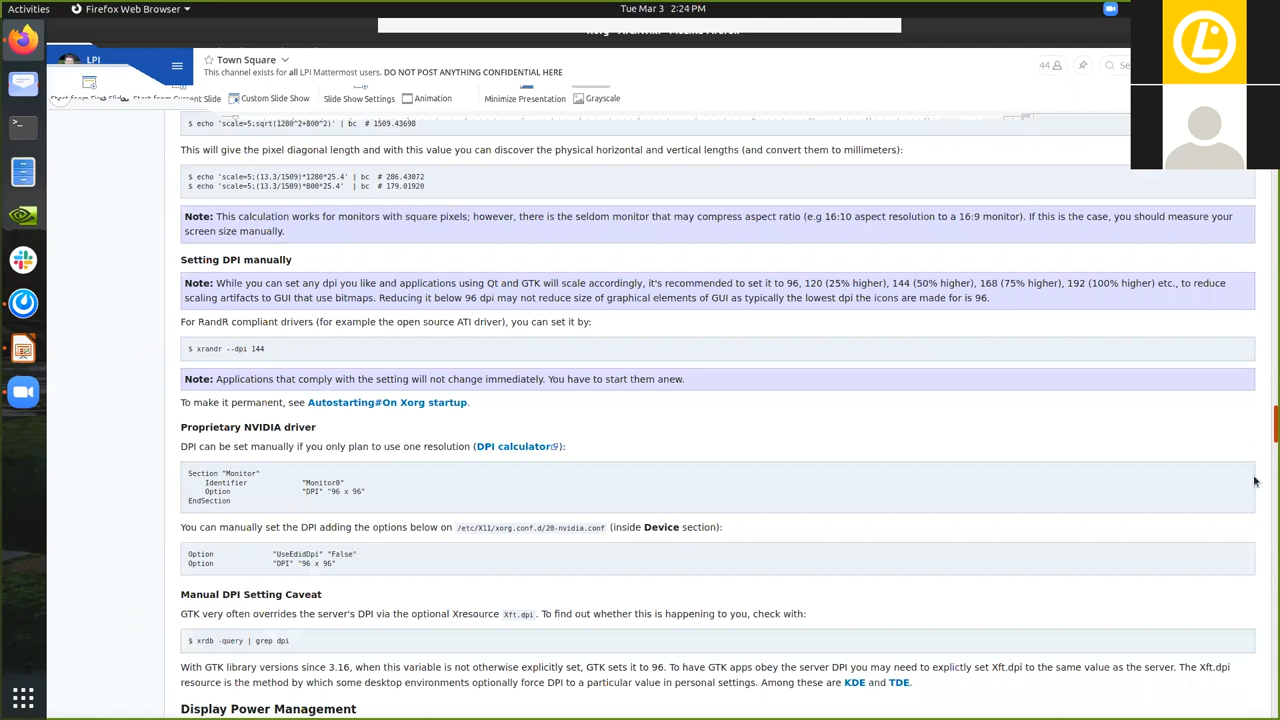 Activities
Firefox Web Browser
Tue Mar 3 2:24 PM
LPI
Town Square
This channel exists for all LPI Mattermost users. DO NOT POST ANYTHING CONFIDENTIAL HERE
44
Se
Custom Slide Show
Slide Show Settings
Animation
Minimize Presentation
Grayscale
$ echo 'scale=5;sqrt(1280^2+800^2)' | bc  # 1509.43698
This will give the pixel diagonal length and with this value you can discover the physical horizontal and vertical lengths (and convert them to millimeters):
$ echo 'scale=5;(13.3/1509)*1280*25.4' | bc  # 286.43072
$ echo 'scale=5;(13.3/1509)*800*25.4'  | bc  # 179.01920
Note: This calculation works for monitors with square pixels; however, there is the seldom monitor that may compress aspect ratio (e.g 16:10 aspect resolution to a 16:9 monitor). If this is the case, you should measure your
screen size manually.
Setting DPI manually
Note: While you can set any dpi you like and applications using Qt and GTK will scale accordingly, it's recommended to set it to 96, 120 (25% higher), 144 (50% higher), 168 (75% higher), 192 (100% higher) etc., to reduce
scaling artifacts to GUI that use bitmaps. Reducing it below 96 dpi may not reduce size of graphical elements of GUI as typically the lowest dpi the icons are made for is 96.
For RandR compliant drivers (for example the open source ATI driver), you can set it by:
$ xrandr --dpi 144
Note: Applications that comply with the setting will not change immediately. You have to start them anew.
To make it permanent, see Autostarting#On Xorg startup.
Proprietary NVIDIA driver
DPI can be set manually if you only plan to use one resolution (DPI calculator):
Section "Monitor"
Identifier "Monitor0"
Option "DPI" "96 x 96"
EndSection
You can manually set the DPI adding the options below on /etc/X11/xorg.conf.d/20-nvidia.conf (inside Device section):
Option "UseEdidDpi" "False"
Option "DPI" "96 x 96"
Manual DPI Setting Caveat
GTK very often overrides the server's DPI via the optional Xresource Xft.dpi. To find out whether this is happening to you, check with:
$ xrdb -query | grep dpi
With GTK library versions since 3.16, when this variable is not otherwise explicitly set, GTK sets it to 96. To have GTK apps obey the server DPI you may need to explictly set Xft.dpi to the same value as the server. The Xft.dpi
resource is the method by which some desktop environments optionally force DPI to a particular value in personal settings. Among these are KDE and TDE.
Display Power Management